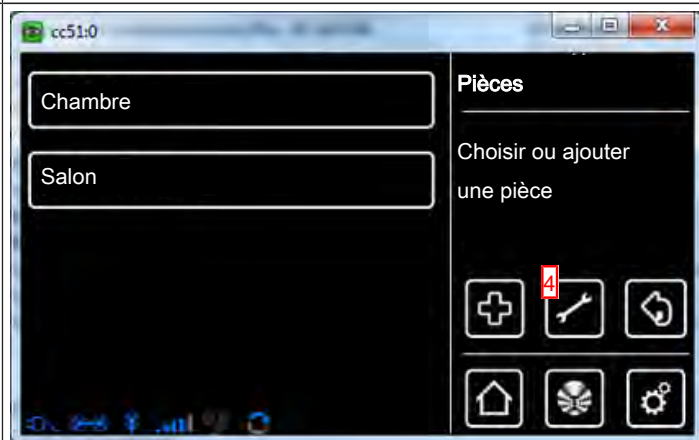 cc51:0
Chambre
Salon
Pièces
Choisir ou ajouter
une pièce
4